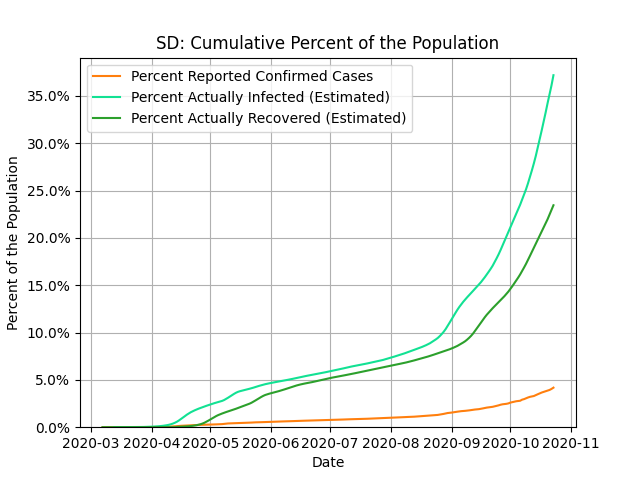 SD: Cumulative Percent of the Population
Percent Reported Confirmed Cases
Percent Actually Infected (Estimated)
Percent Actually Recovered (Estimated)
Percent of the Population
35.0%
30.0%
25.0%
20.0%
15.0%
10.0%
5.0%
0.0%
2020-03 2020-04 2020-05 2020-06 2020-07 2020-08 2020-09 2020-10 2020-11
Date